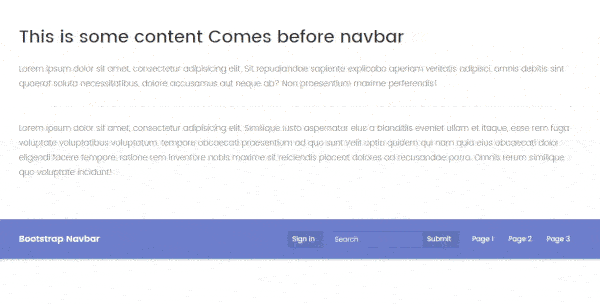 This is some content Comes before navbar
Lorem ipsum dolor sit amet, consectetur adipisicing elit. Sit repudiandae sapiente explicabo aperiam veritatis adipisci, omnis debitis sint
quaerat soluta necessitatibus, dolore accusamus aut neque ab? Non praesentium maxime perferendis!
Lorem ipsum dolor sit amet, consectetur adipisicing elit. Similique iusto aspernatur eius a blanditiis eveniet ullam et itaque, esse rem fuga
voluptate voluptatibus voluptatum, tempora obcaecati praesentium ad quo sunt velit optio quidem qui nam quia eius obcaecati dolor
eligendi facere tempore, ratione rem inventore nobis maxime sit reiciendis placeat dolores ad recusandae porro. Omnis rerum similique
quo voluptate incidunt!
Bootstrap Navbar Sign In Search Submit Page 1 Page 2 Page 3